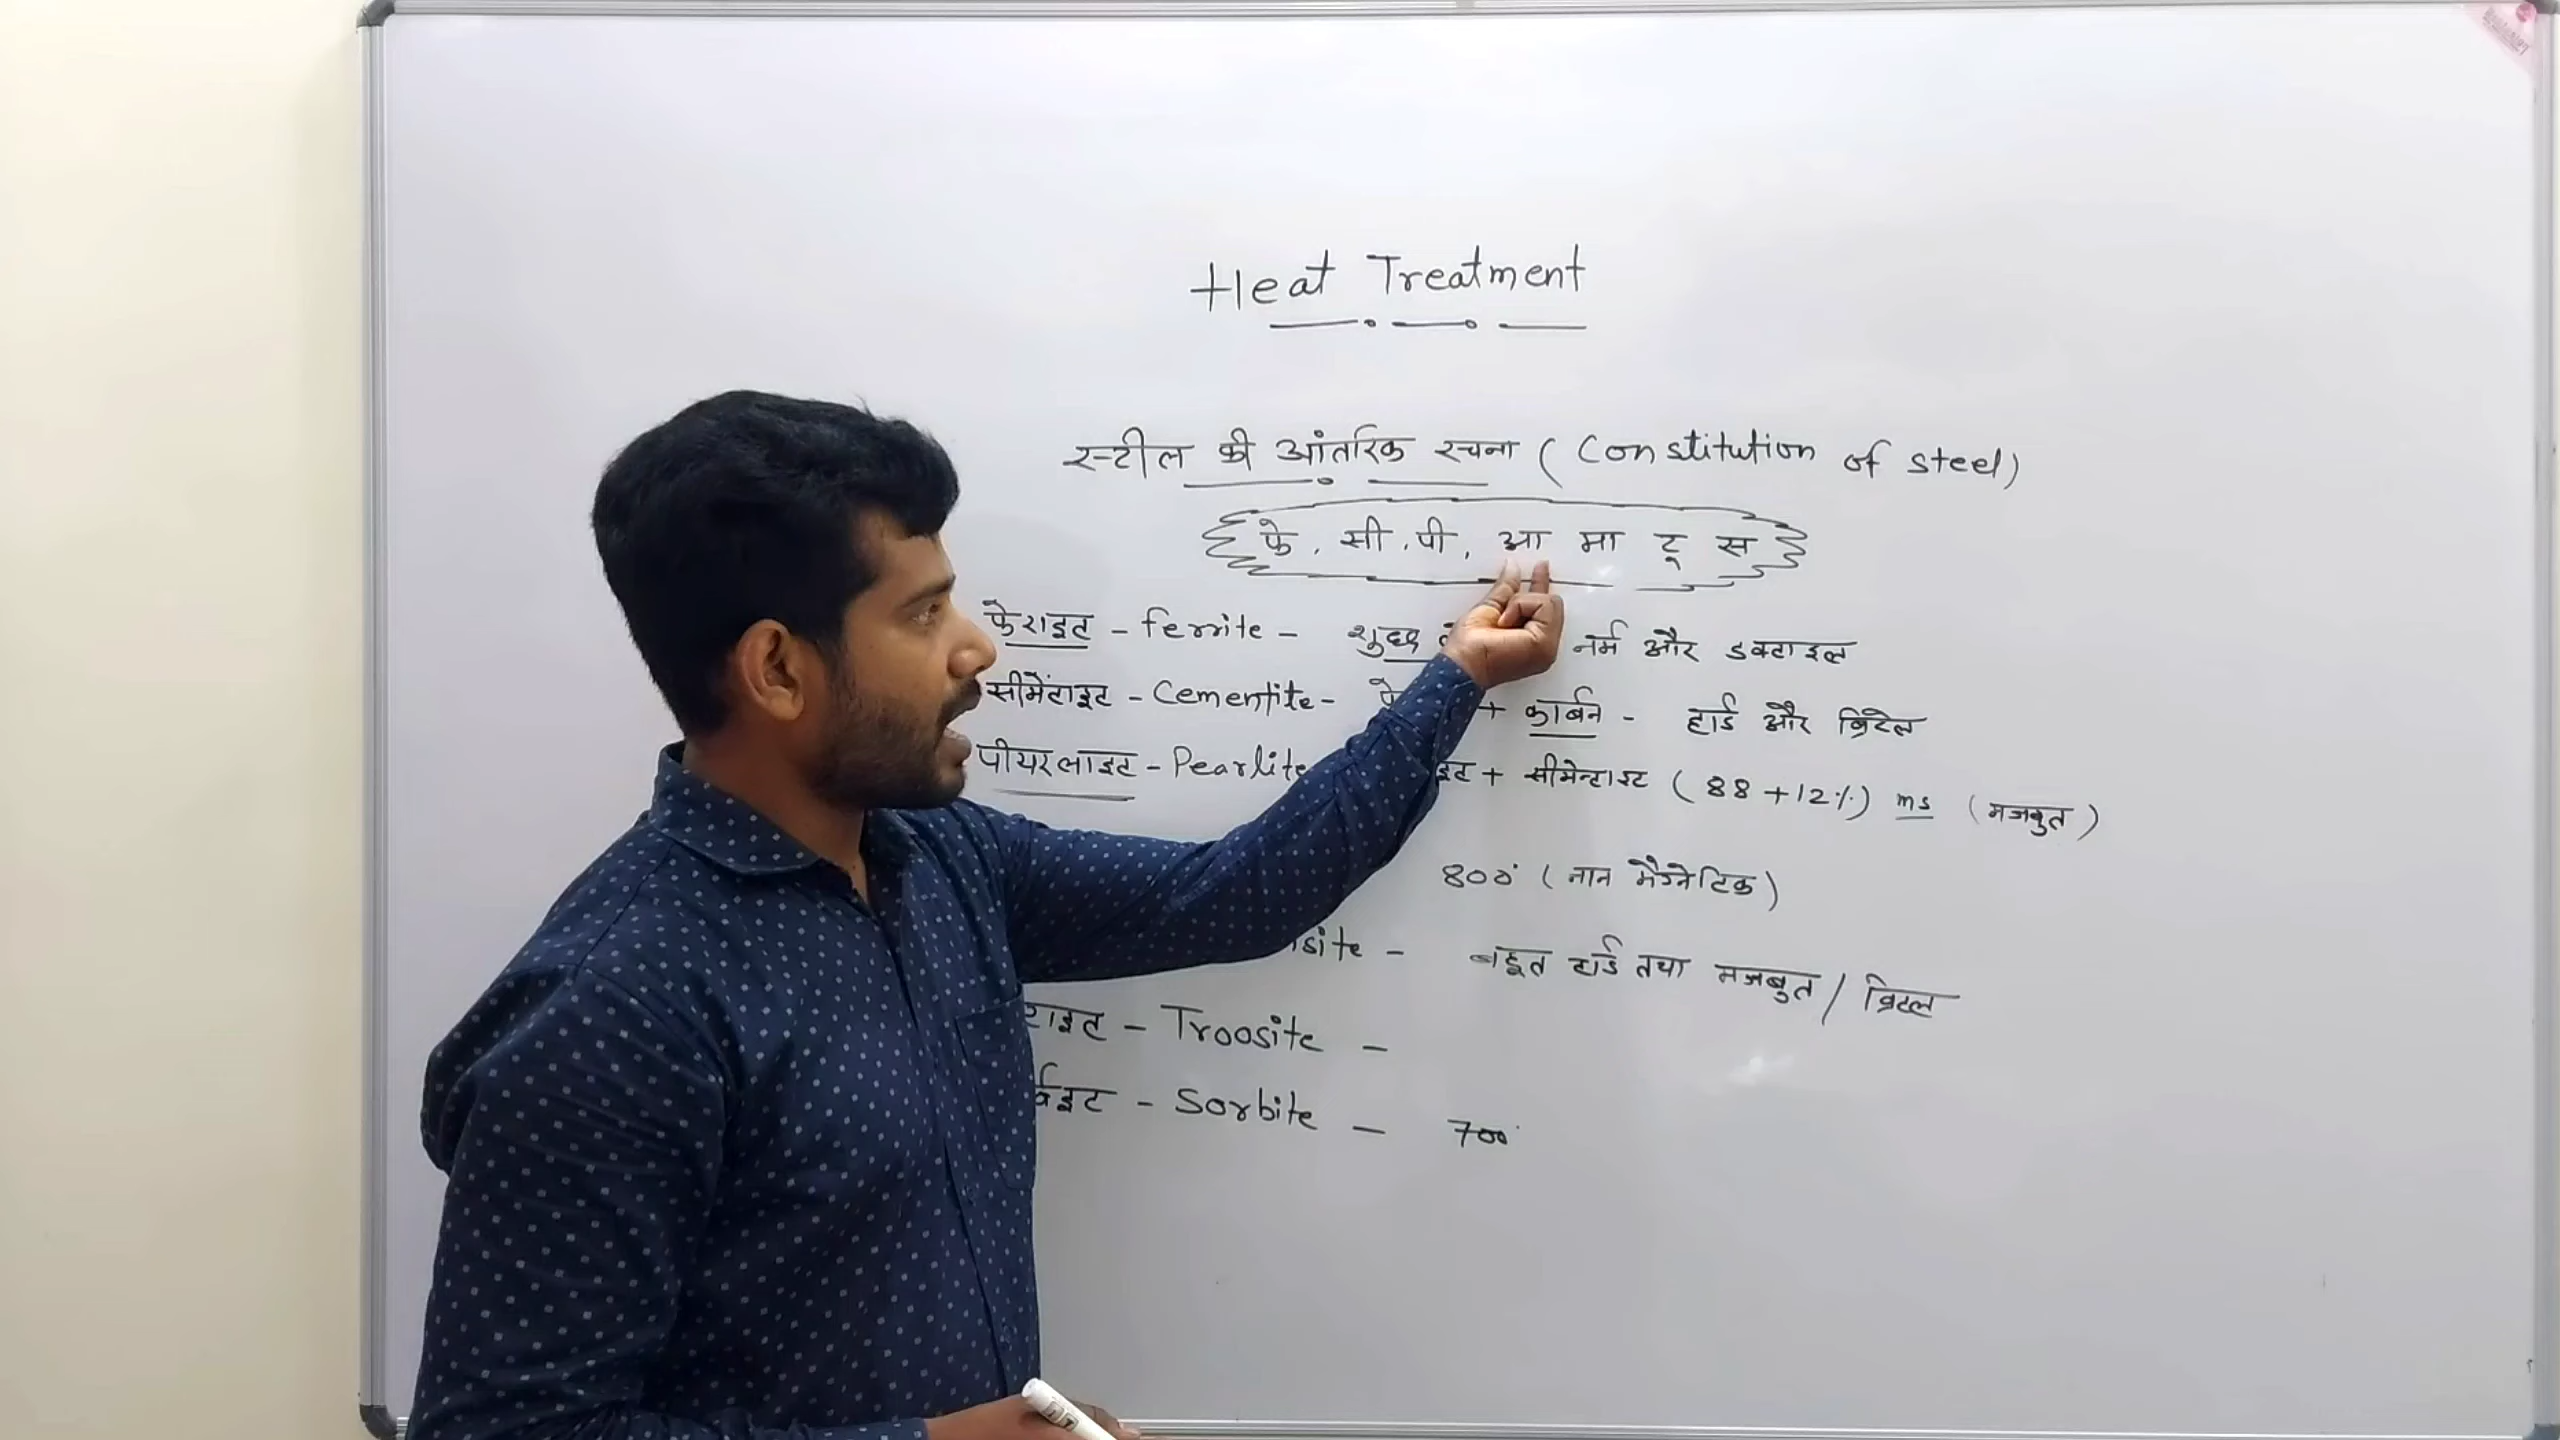 Heat Treatment
स्टील की आंतरिक रचना ( Constitution of steel)
फे , सी , पी , आ मा ट्र स
फेराइट - ferrite - शुद्ध नर्म और डक्टाइल
सीमेंटाइट - Cementite - + कार्बन - हार्ड और ब्रिटेल
पीयरलाइट - Pearlite + सीमेन्टाइट ( 88 + 12%) ms ( मजबुत )
800° ( नान मैग्नेटिक )
- बहुत हार्ड तथा मजबुत / ब्रिटल
- Troosite -
- Sorbite - 700°